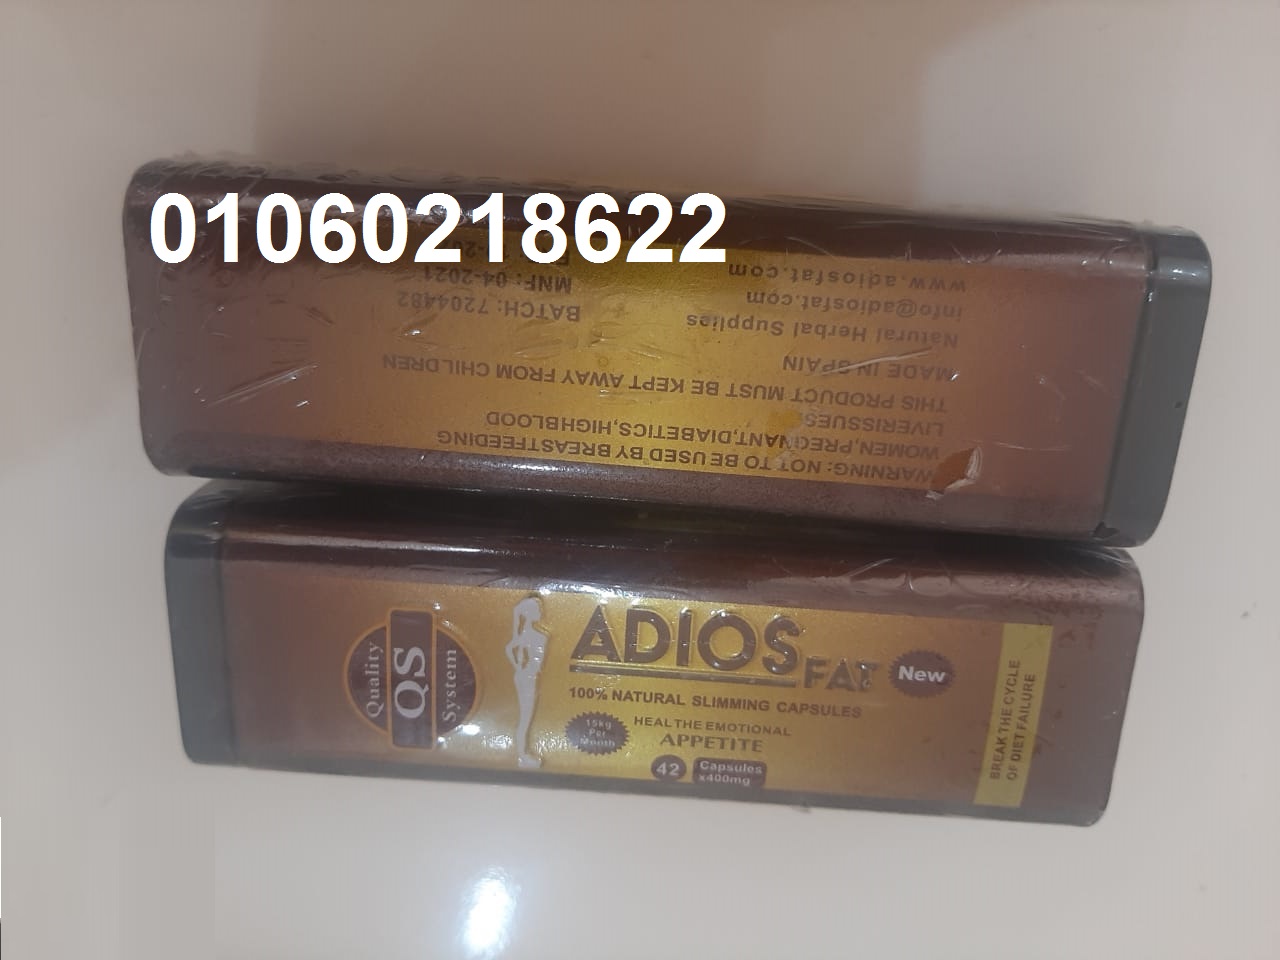 01060218622
WARNING: NOT TO BE USED BY BREASTFEEDING
WOMEN,PREGNANT,DIABETICS,HIGHBLOOD
LIVERISSUES
THIS PRODUCT MUST BE KEPT AWAY FROM CHILDREN
MADE IN SPAIN
Natural Herbal Supplies
info@adiosfat.com
www.adiosfat.com
BATCH: 7204482
MNF: 04-2021
Quality
QS
System
ADIOS
FAT
New
100% NATURAL SLIMMING CAPSULES
HEAL THE EMOTIONAL
APPETITE
15kg
Per
Month
42
Capsules
x400mg
BREAK THE CYCLE
OF DIET FAILURE